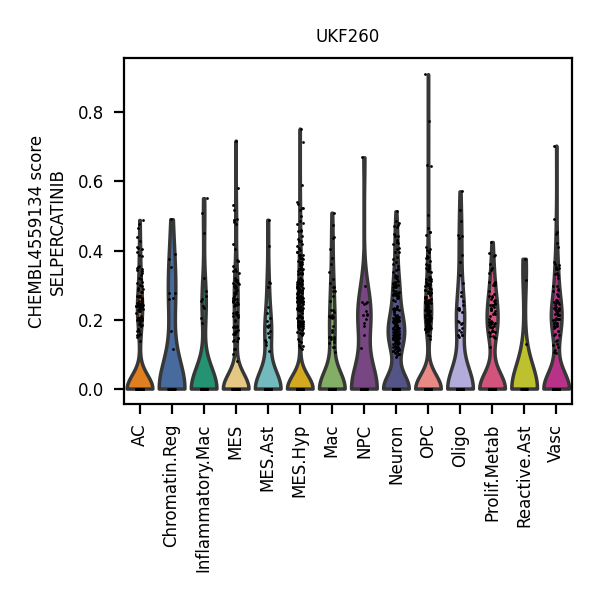 UKF260
CHEMBL4559134 score
SELPERCATINIB
0.8
0.6
0.4
0.2
0.0
AC
Chromatin.Reg
Inflammatory.Mac
MES
MES.Ast
MES.Hyp
Mac
NPC
Neuron
OPC
Oligo
Prolif.Metab
Reactive.Ast
Vasc